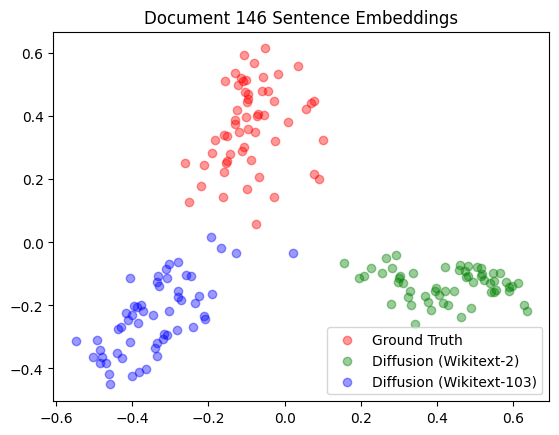 Document 146 Sentence Embeddings
0.6
0.4
0.2
0.0
−0.2
−0.4
−0.6 −0.4 −0.2 0.0 0.2 0.4 0.6
Ground Truth
Diffusion (Wikitext-2)
Diffusion (Wikitext-103)